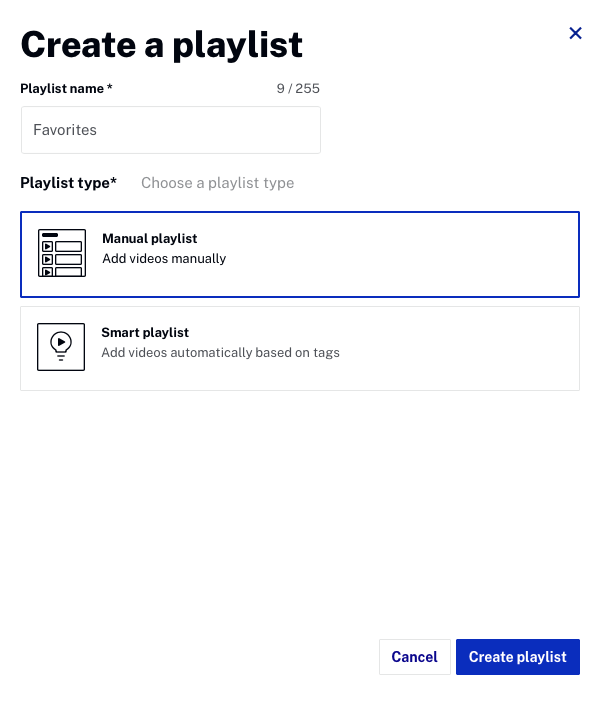 Create a playlist
Playlist name *
9 / 255
Favorites
Playlist type*
Choose a playlist type
Manual playlist
Add videos manually
Smart playlist
Add videos automatically based on tags
Cancel
Create playlist